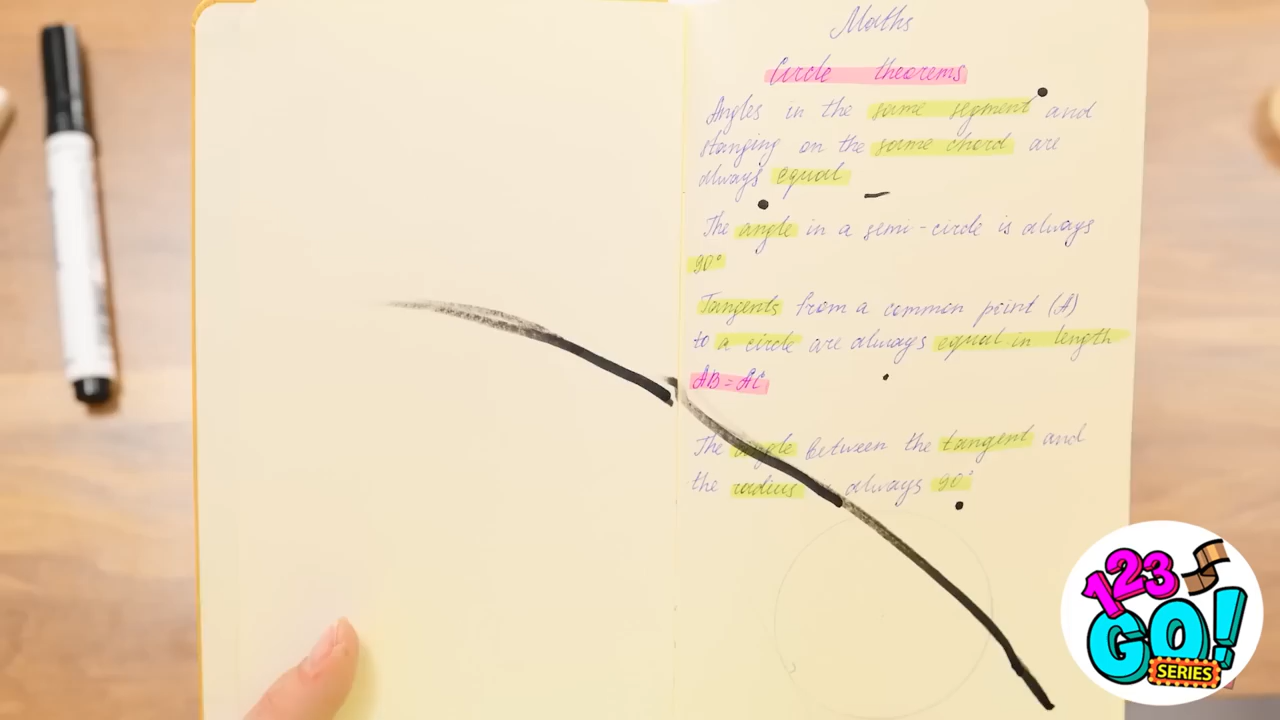 Maths
Circle theorems
Angles in the same segment and
stanging on the same chord are
always equal
The angle in a semi-circle is always
90°
Tangents from a common point (A)
to a circle are always equal in length
AB = AC
The angle between the tangent and
the radius always 90°
123
GO!
SERIES